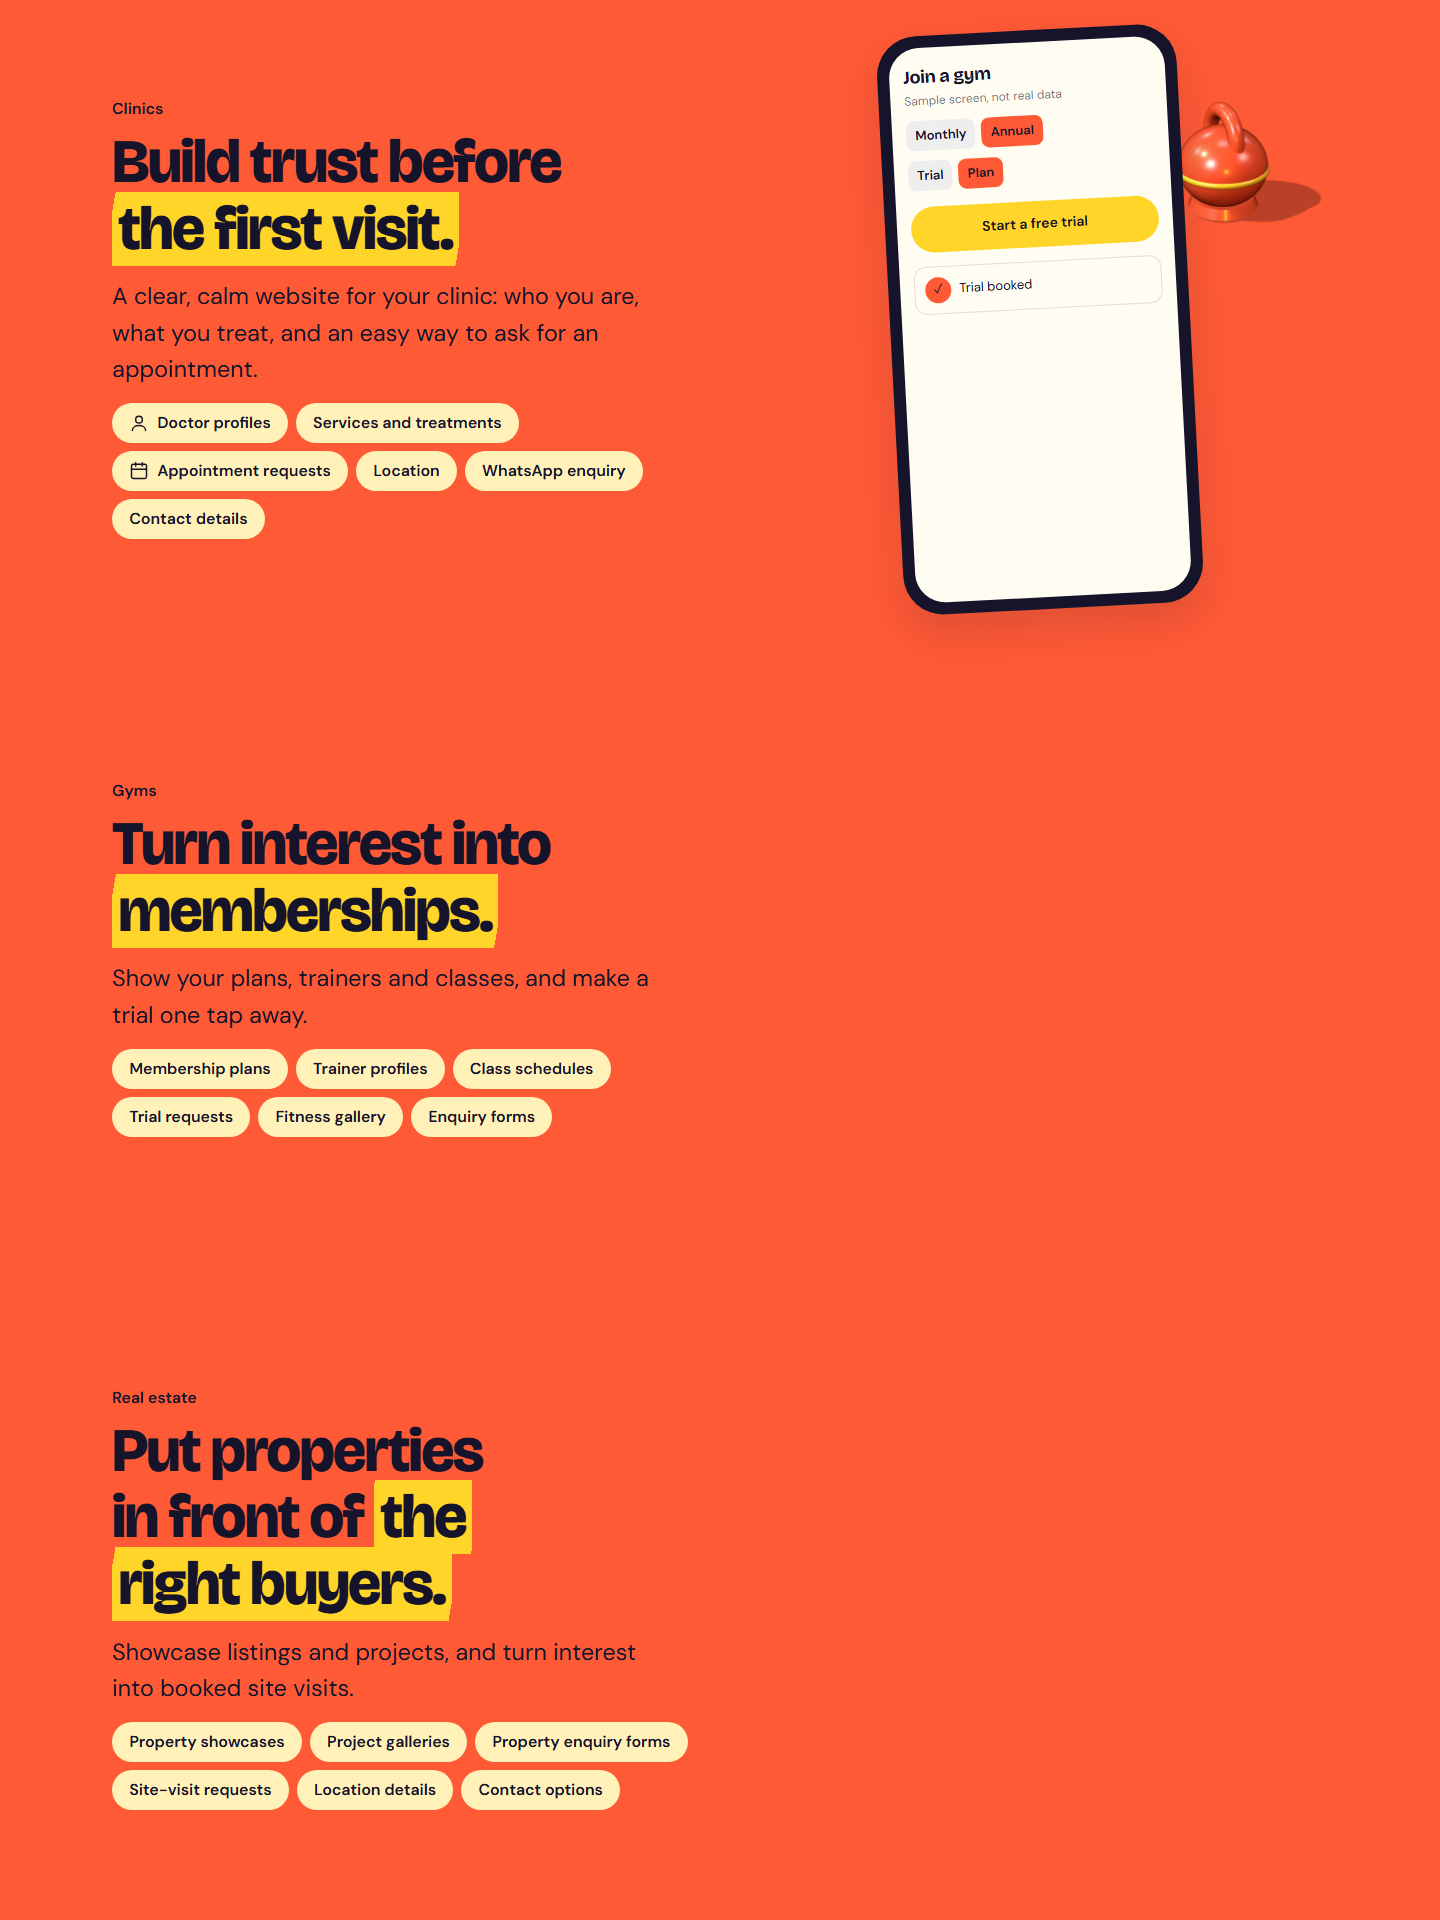 Clinics
Build trust before
the first visit.
A clear, calm website for your clinic: who you are,
what you treat, and an easy way to ask for an
appointment.
Doctor profiles
Services and treatments
Appointment requests
Location
WhatsApp enquiry
Contact details
Join a gym
Sample screen, not real data
Monthly
Annual
Trial
Plan
Start a free trial
Trial booked
Gyms
Turn interest into
memberships.
Show your plans, trainers and classes, and make a
trial one tap away.
Membership plans
Trainer profiles
Class schedules
Trial requests
Fitness gallery
Enquiry forms
Real estate
Put properties
in front of the
right buyers.
Showcase listings and projects, and turn interest
into booked site visits.
Property showcases
Project galleries
Property enquiry forms
Site-visit requests
Location details
Contact options